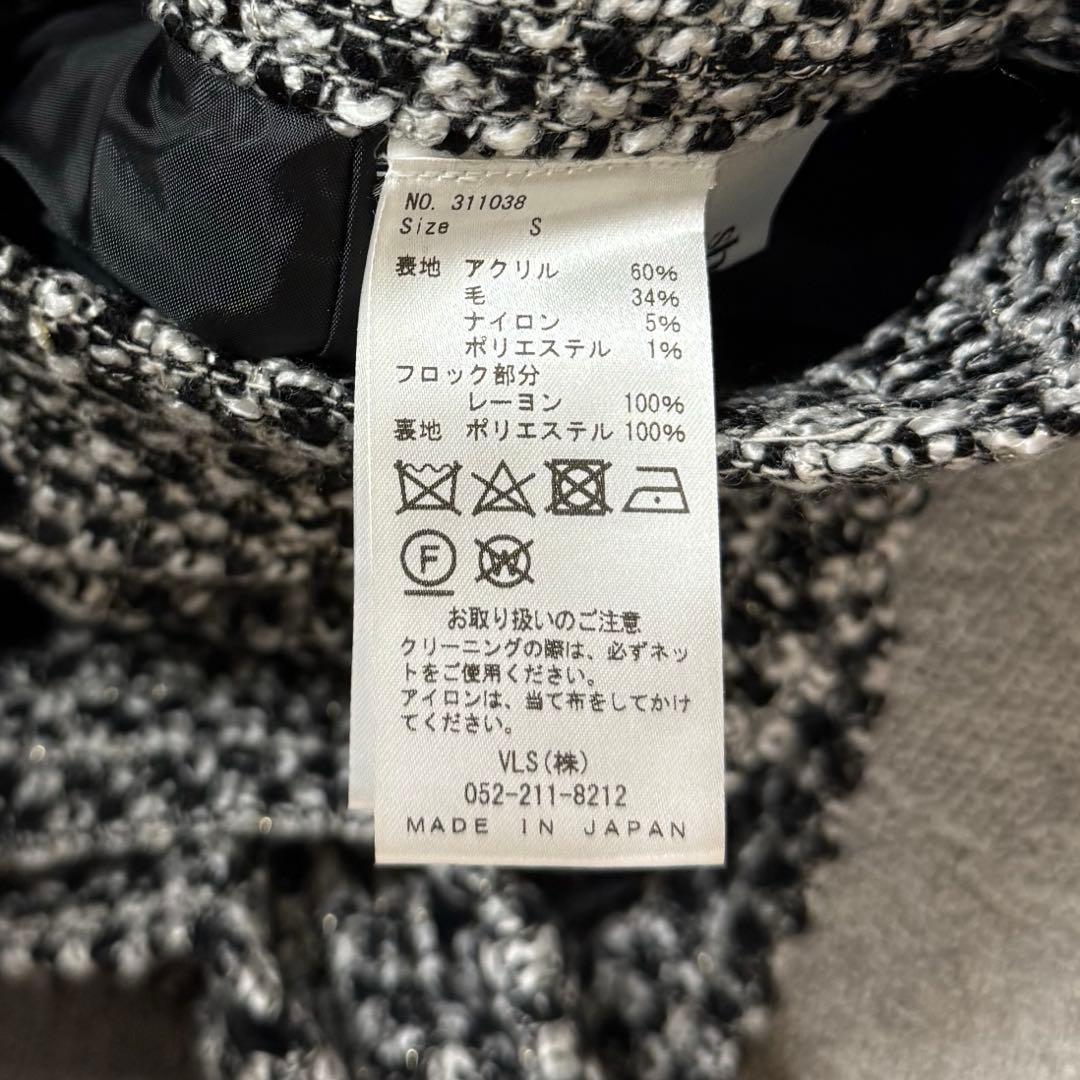 NO. 311038
Size S
表地 アクリル 60%
毛 34%
ナイロン 5%
ポリエステル 1%
フロック部分
レーヨン 100%
裏地 ポリエステル 100%
F
W
お取り扱いのご注意
クリーニングの際は、必ずネッ
トをご使用ください。
アイロンは、当て布をしてかけ
てください。
VLS(株)
052-211-8212
MADE IN JAPAN